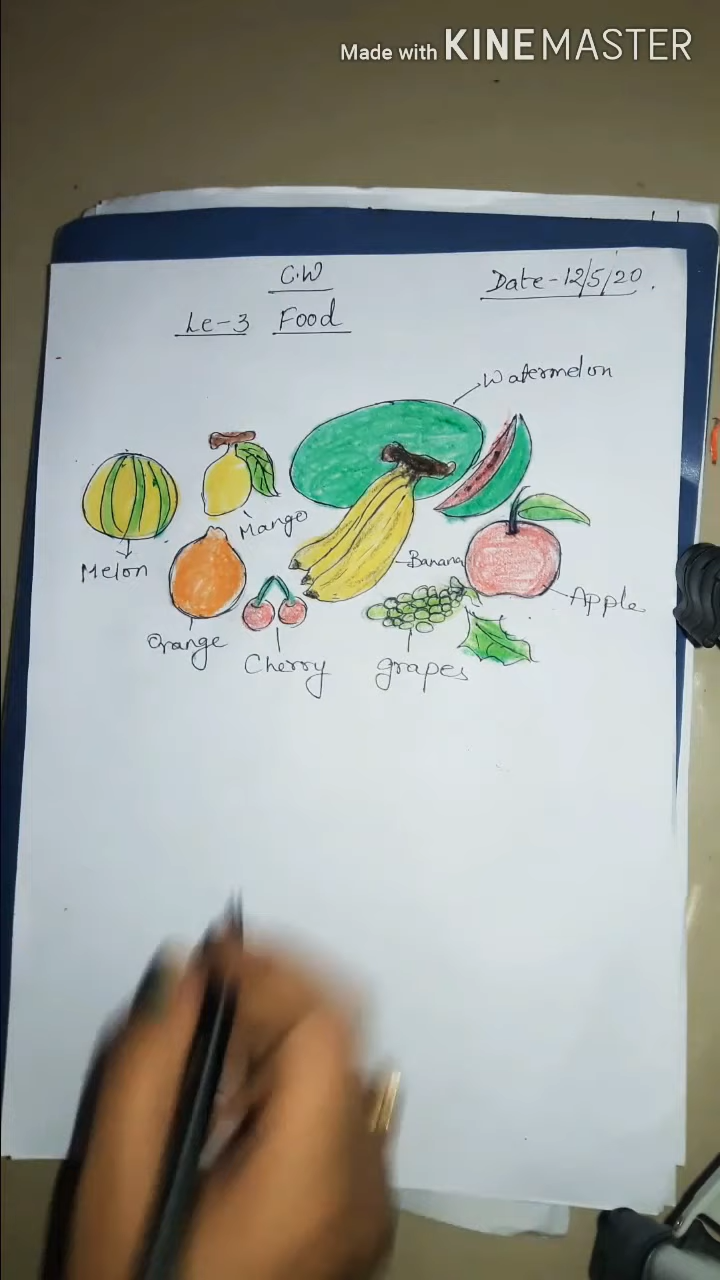 Made with KINEMASTER
C.W
Date-12/5/20.
Le-3 Food
Watermelon
Mango
Banana
Melon
Apple
Orange
Cherry
grapes